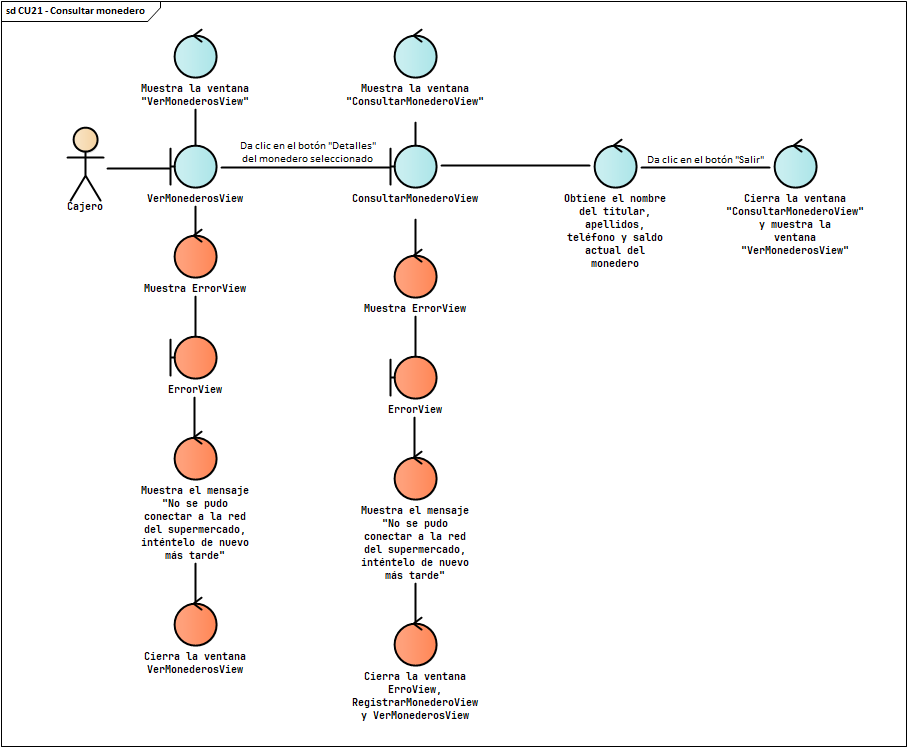 sd CU21 - Consultar monedero
Muestra la ventana
"VerMonederosView"
Muestra la ventana
"ConsultarMonederoView"
Cajero
VerMonederosView
Da clic en el botón "Detalles"
del monedero seleccionado
ConsultarMonederoView
Obtiene el nombre
del titular,
apellidos,
teléfono y saldo
actual del
monedero
Da clic en el botón "Salir"
Cierra la ventana
"ConsultarMonederoView"
y muestra la
ventana
"VerMonederosView"
Muestra ErrorView
ErrorView
Muestra el mensaje
"No se pudo
conectar a la red
del supermercado,
inténtelo de nuevo
más tarde"
Cierra la ventana
VerMonederosView
Muestra ErrorView
ErrorView
Muestra el mensaje
"No se pudo
conectar a la red
del supermercado,
inténtelo de nuevo
más tarde"
Cierra la ventana
ErroView,
RegistrarMonederoView
y VerMonederosView